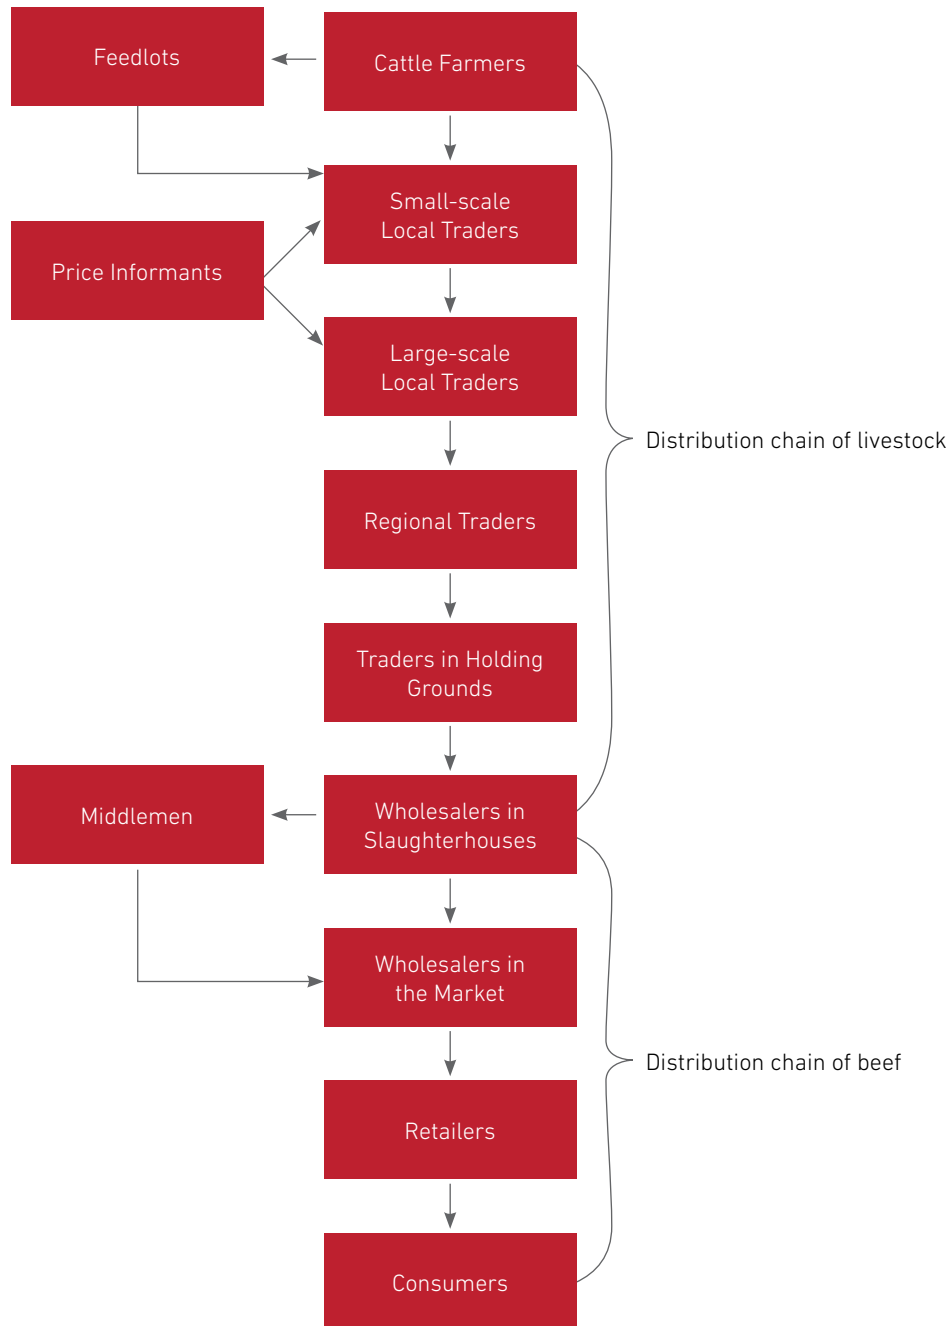 Feedlots
Cattle Farmers
Small-scale
Local Traders
Price Informants
Large-scale
Local Traders
Distribution chain of livestock
Regional Traders
Traders in Holding
Grounds
Middlemen
Wholesalers in
Slaughterhouses
Wholesalers in
the Market
Distribution chain of beef
Retailers
Consumers